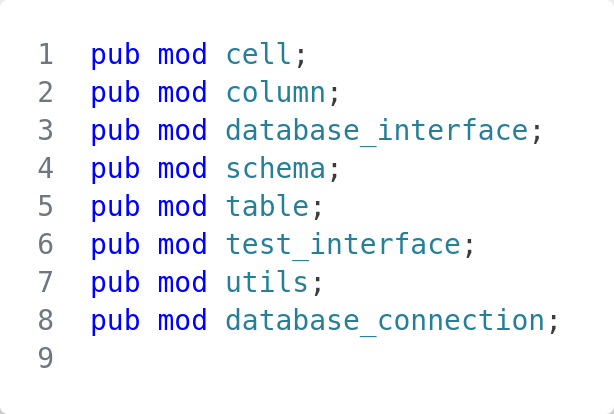 1 pub mod cell;
2 pub mod column;
3 pub mod database_interface;
4 pub mod schema;
5 pub mod table;
6 pub mod test_interface;
7 pub mod utils;
8 pub mod database_connection;
9